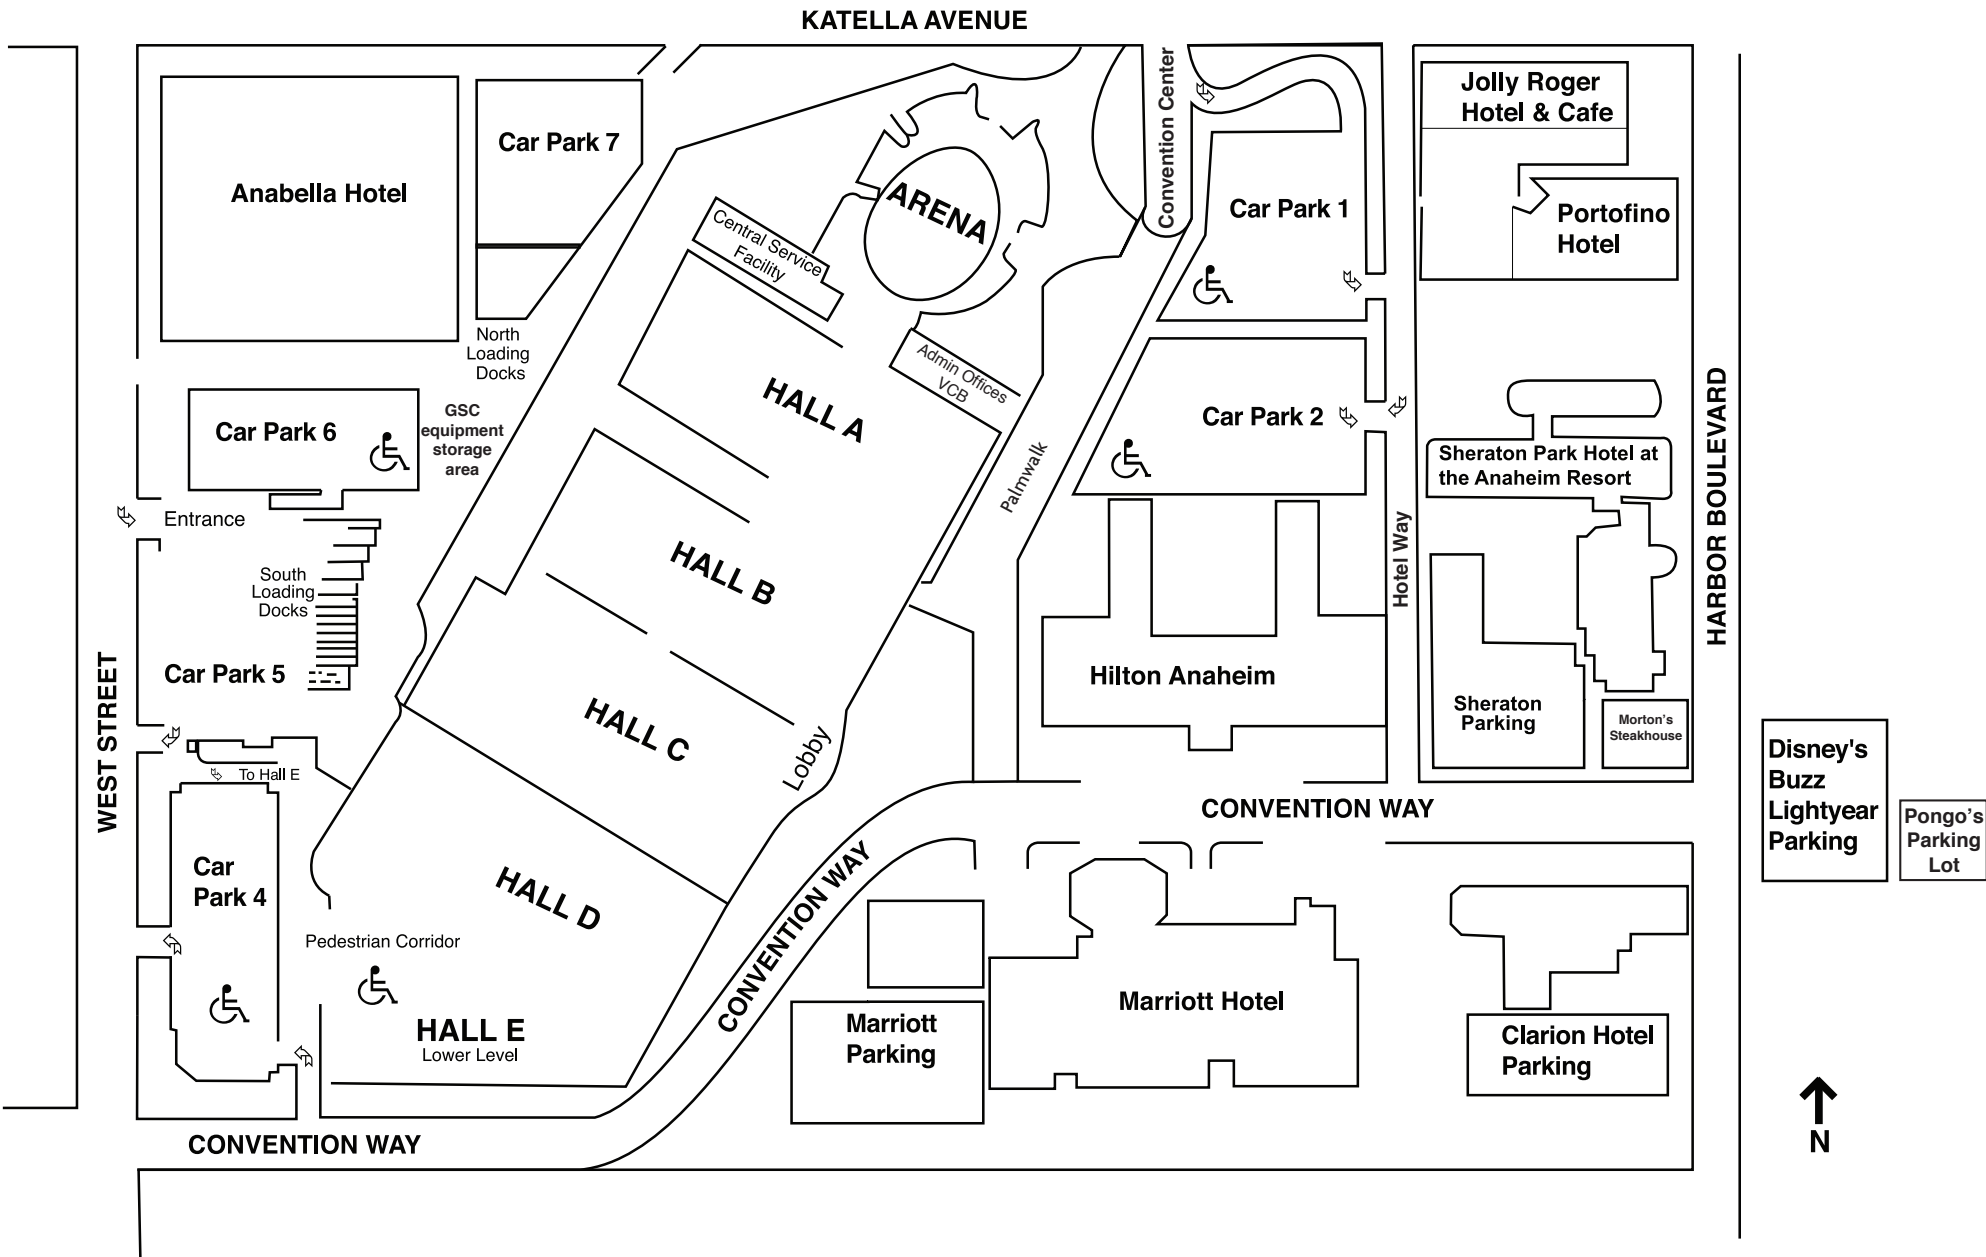 KATELLA AVENUE
Convention Center
Jolly Roger
Hotel & Cafe
Car Park 7
Anabella Hotel
ARENA
Car Park 1
Portofino
Hotel
Central Service
Facility
North
Loading
Docks
Admin Offices
VCB
HALL A
Car Park 2
GSC
equipment
storage
area
Car Park 6
Palmwalk
Sheraton Park Hotel at
the Anaheim Resort
HARBOR BOULEVARD
Entrance
HALL B
Hotel Way
South
Loading
Docks
Car Park 5
Hilton Anaheim
WEST STREET
HALL C
Lobby
Sheraton
Parking
Morton's
Steakhouse
To Hall E
Disney's
Buzz
Lightyear
Parking
Pongo's
Parking
Lot
CONVENTION WAY
Car
Park 4
HALL D
CONVENTION WAY
Pedestrian Corridor
Marriott Hotel
HALL E
Lower Level
Marriott
Parking
Clarion Hotel
Parking
N
CONVENTION WAY